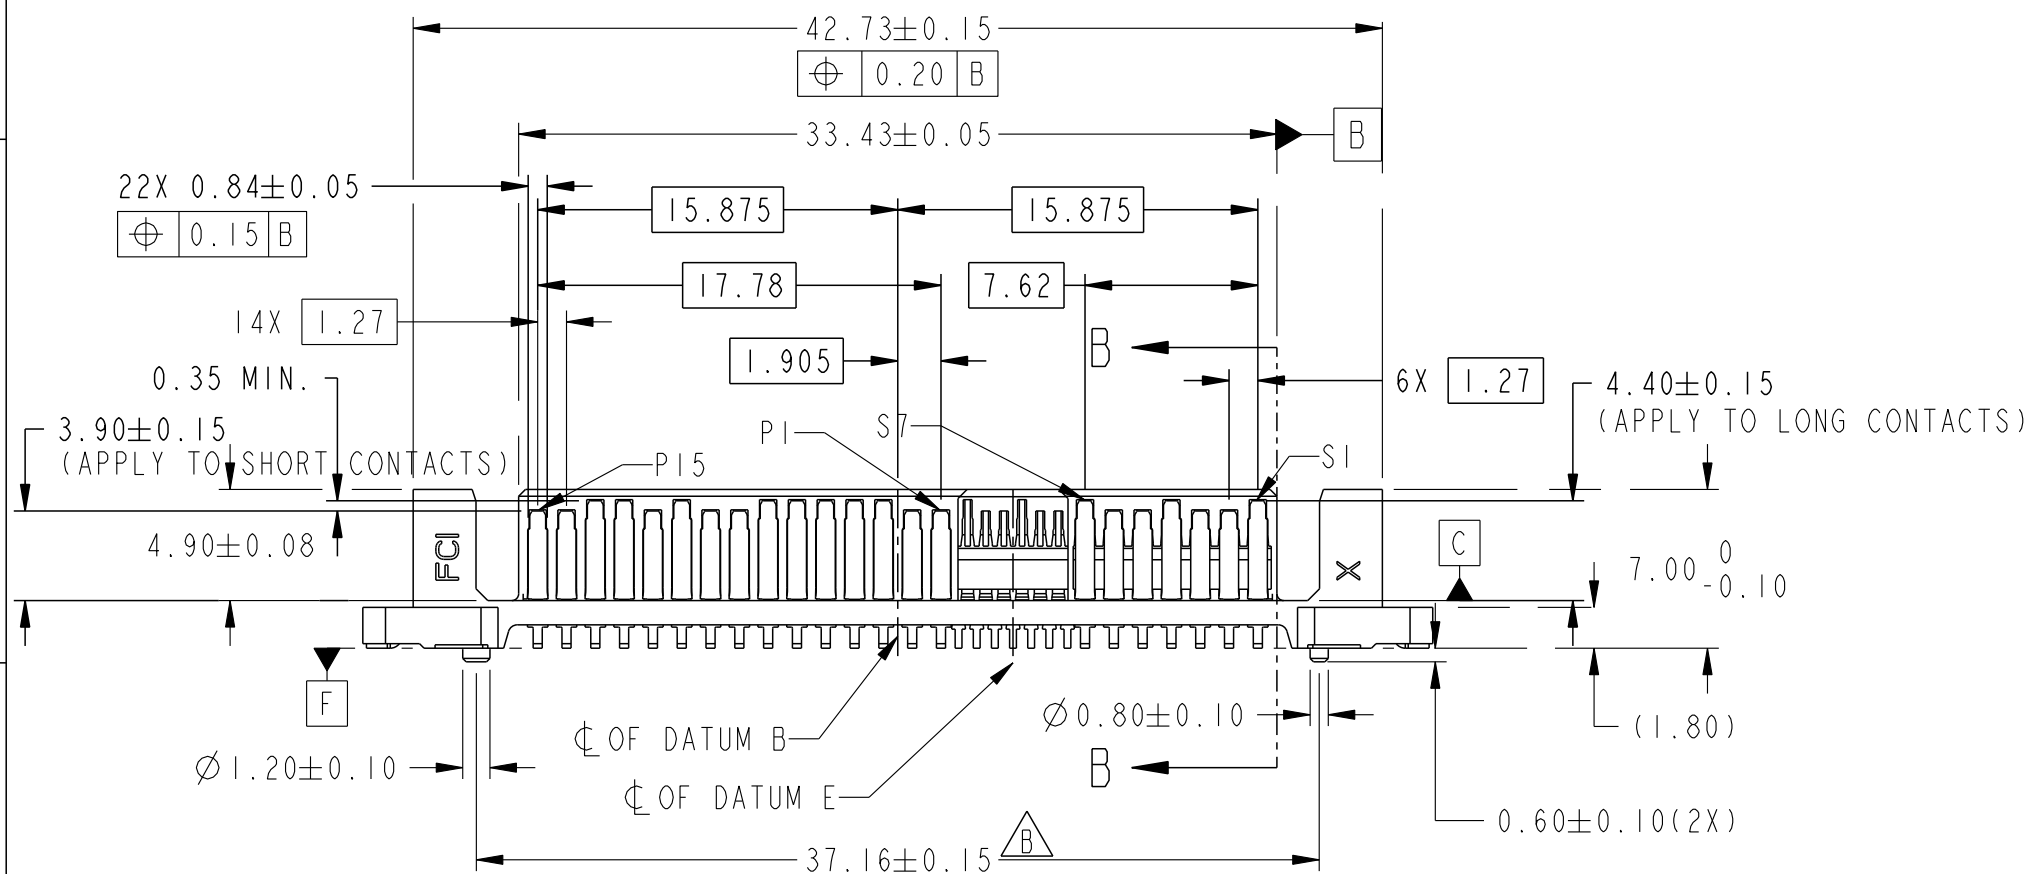 42.73±0.15
⌖ 0.20 B
33.43±0.05
B
22X 0.84±0.05
⌖ 0.15 B
15.875
15.875
17.78
7.62
14X 1.27
1.905
B
6X 1.27
0.35 MIN.
4.40±0.15
(APPLY TO LONG CONTACTS)
3.90±0.15
(APPLY TO SHORT CONTACTS)
P1
S7
P15
S1
4.90±0.08
FCI
X
C
7.00 0
-0.10
F
Ø0.80±0.10
(1.80)
℄ OF DATUM B
Ø1.20±0.10
B
℄ OF DATUM E
0.60±0.10(2X)
B
37.16±0.15